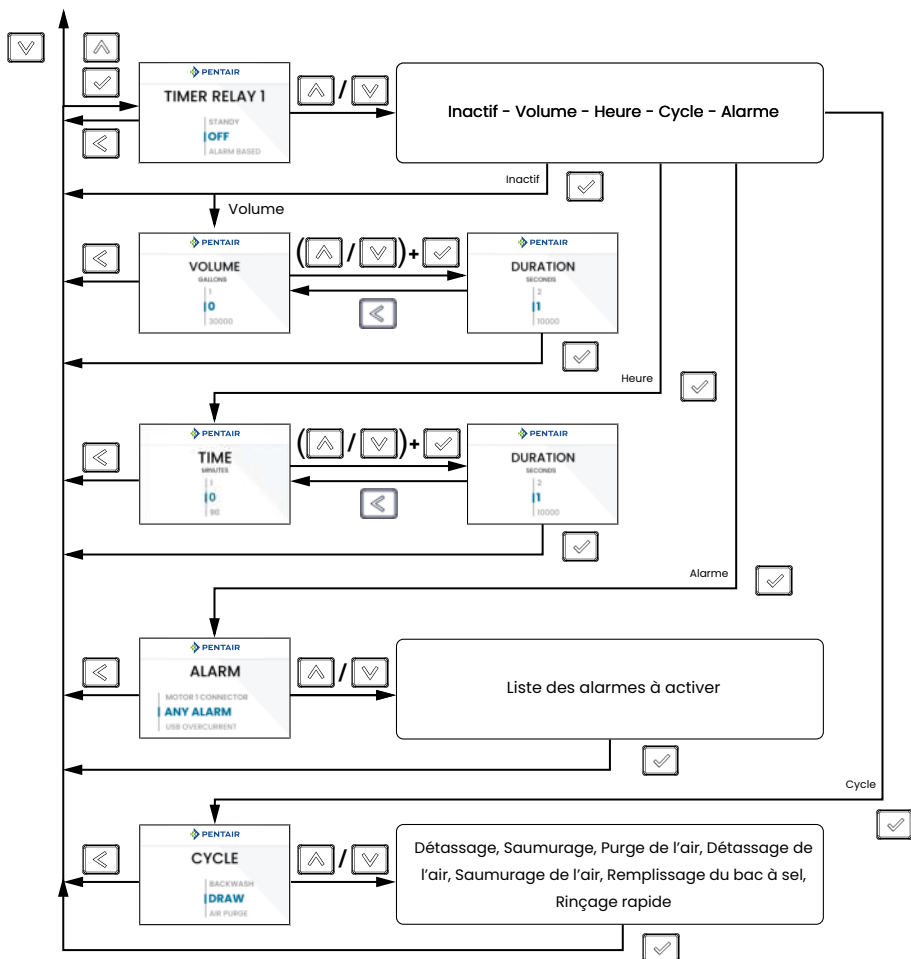 PENTAIR
TIMER RELAY 1
STANDY
OFF
ALARM BASED
/
Inactif - Volume - Heure - Cycle - Alarme
Inactif
Volume
PENTAIR
VOLUME
GALLONS
1
0
30000
( / )+
PENTAIR
DURATION
SECONDS
2
1
10000
Heure
PENTAIR
TIME
MINUTES
1
0
90
( / )+
PENTAIR
DURATION
SECONDS
2
1
10000
Alarme
PENTAIR
ALARM
MOTOR 1 CONNECTOR
ANY ALARM
USB OVERCURRENT
/
Liste des alarmes à activer
Cycle
PENTAIR
CYCLE
BACKWASH
DRAW
AIR PURGE
/
Détassage, Saumurage, Purge de l’air, Détassage de
l’air, Saumurage de l’air, Remplissage du bac à sel,
Rinçage rapide